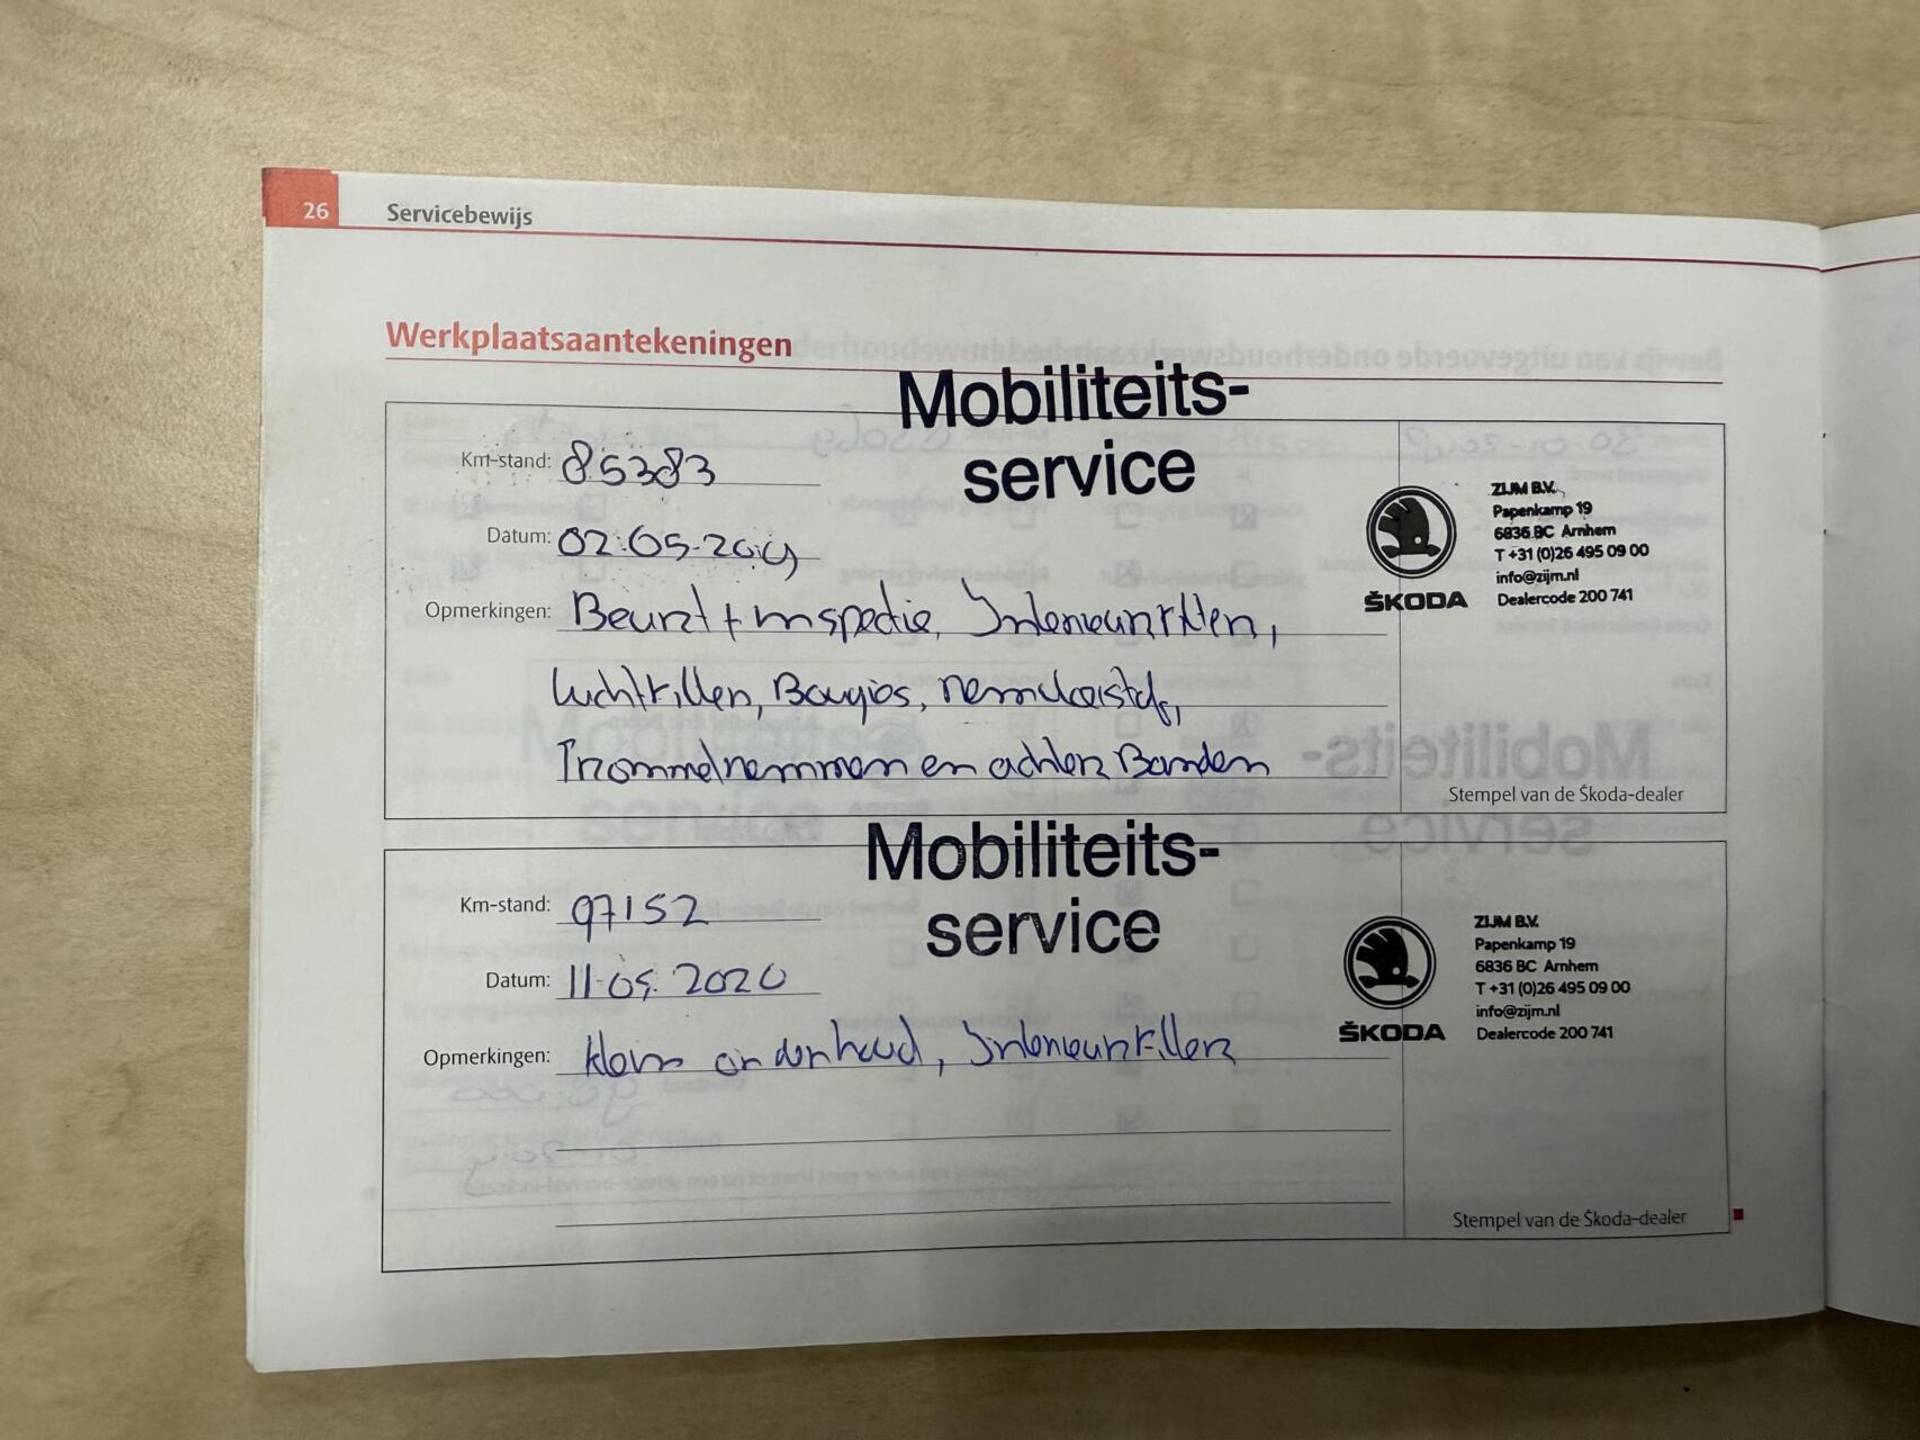 26 Servicebewijs
Werkplaatsaantekeningen
Mobiliteits-
service
Km-stand: 85383
Datum: 02-05-2019
Opmerkingen: Beurt + inspectie, Interieurfilter,
luchtfilter, Bougies, remvloeistof,
Trommelremmen en achter Banden
ŠKODA
ZIJM B.V.
Papenkamp 19
6836 BC Arnhem
T +31 (0)26 495 09 00
info@zijm.nl
Dealercode 200 741
Stempel van de Škoda-dealer
Mobiliteits-
service
Km-stand: 97152
Datum: 11-05-2020
Opmerkingen: klein onderhoud, Interieurfilter
ŠKODA
ZIJM B.V.
Papenkamp 19
6836 BC Arnhem
T +31 (0)26 495 09 00
info@zijm.nl
Dealercode 200 741
Stempel van de Škoda-dealer